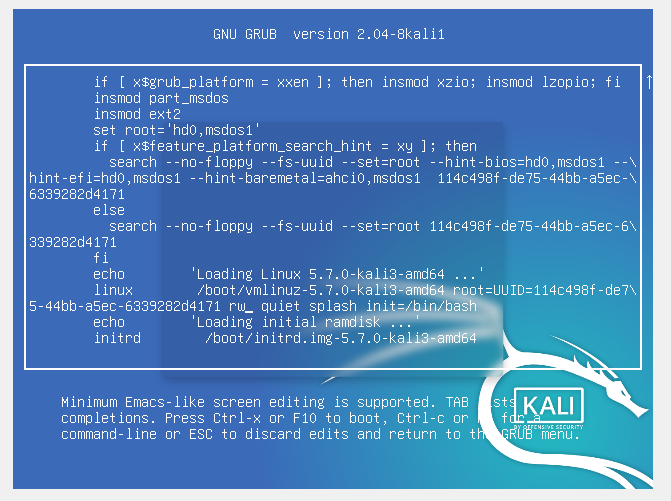 GNU GRUB  version 2.04-8kali1
if [ x$grub_platform = xxen ]; then insmod xzio; insmod lzopio; fi
insmod part_msdos
insmod ext2
set root='hd0,msdos1'
if [ x$feature_platform_search_hint = xy ]; then
search --no-floppy --fs-uuid --set=root --hint-bios=hd0,msdos1 --\
hint-efi=hd0,msdos1 --hint-baremetal=ahci0,msdos1  114c498f-de75-44bb-a5ec-\
6339282d4171
else
search --no-floppy --fs-uuid --set=root 114c498f-de75-44bb-a5ec-6\
339282d4171
fi
echo        'Loading Linux 5.7.0-kali3-amd64 ...'
linux        /boot/vmlinuz-5.7.0-kali3-amd64 root=UUID=114c498f-de7\
5-44bb-a5ec-6339282d4171 rw_ quiet splash init=/bin/bash
echo        'Loading initial ramdisk ...'
initrd        /boot/initrd.img-5.7.0-kali3-amd64
Minimum Emacs-like screen editing is supported. TAB lists
completions. Press Ctrl-x or F10 to boot, Ctrl-c or for a
command-line or ESC to discard edits and return to the GRUB menu.
KALI
BY OFFENSIVE SECURITY